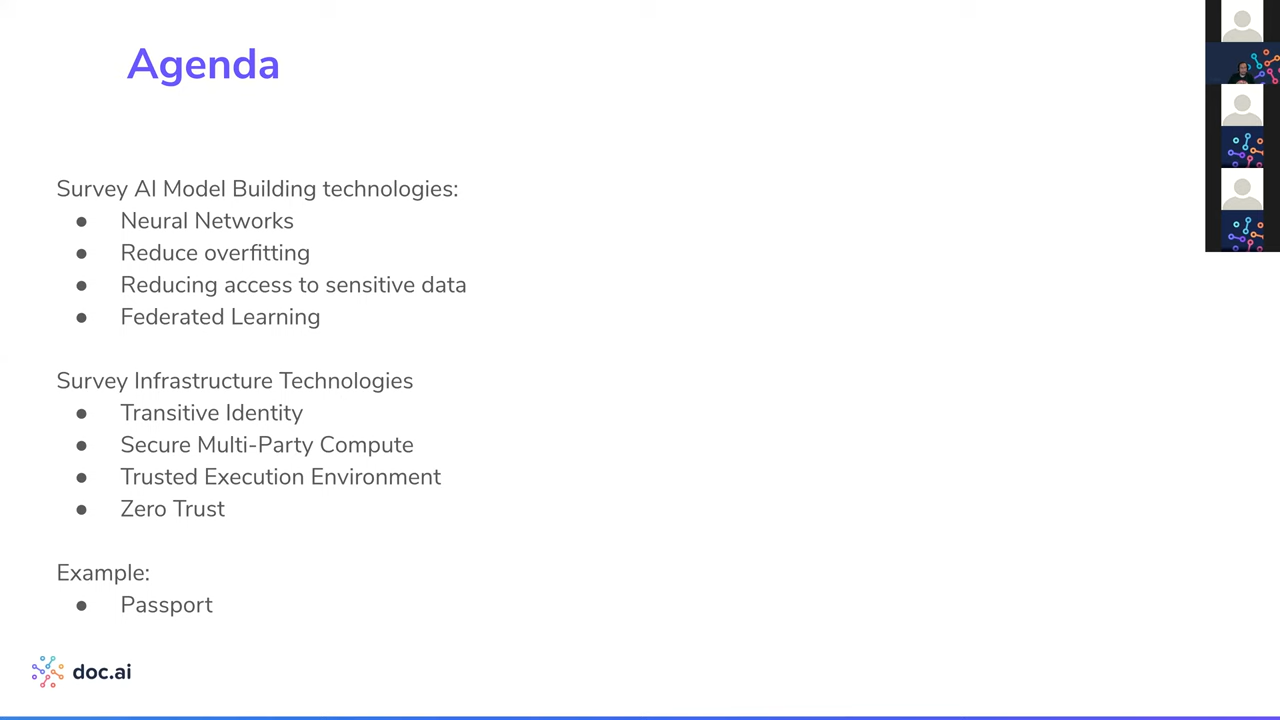 Agenda
Survey AI Model Building technologies:
● Neural Networks
● Reduce overfitting
● Reducing access to sensitive data
● Federated Learning
Survey Infrastructure Technologies
● Transitive Identity
● Secure Multi-Party Compute
● Trusted Execution Environment
● Zero Trust
Example:
● Passport
doc.ai